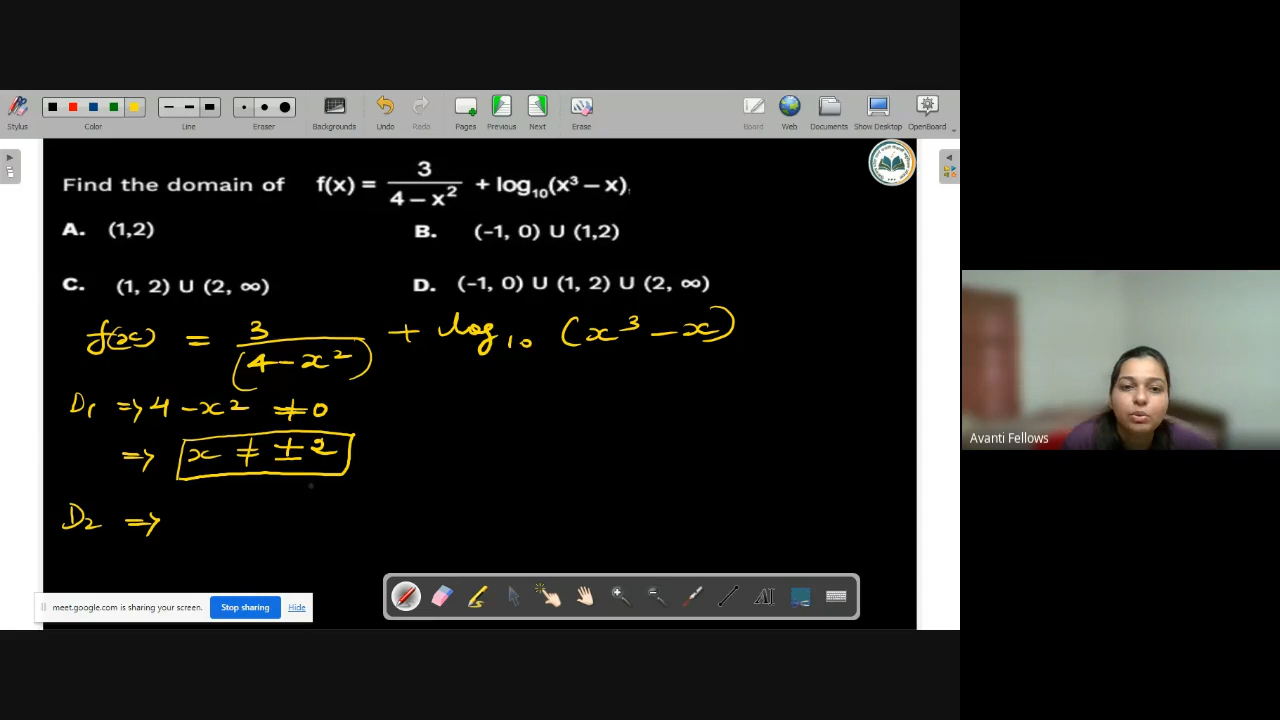 Color Line Eraser Backgrounds Undo Redo Pages Previous Next Erase Board Web Documents Show Desktop OpenBoard
Find the domain of f(x) = 3 / (4 – x²) + log₁₀(x³ – x),
A. (1,2) B. (–1, 0) U (1,2)
C. (1, 2) U (2, ∞) D. (–1, 0) U (1, 2) U (2, ∞)
f(x) = 3 / (4 – x²) + log₁₀ (x³ – x)
D₁ => 4 – x² ≠ 0
=> x ≠ ± 2
D₂ =>
Avanti Fellows
meet.google.com is sharing your screen. Stop sharing Hide
Stylus